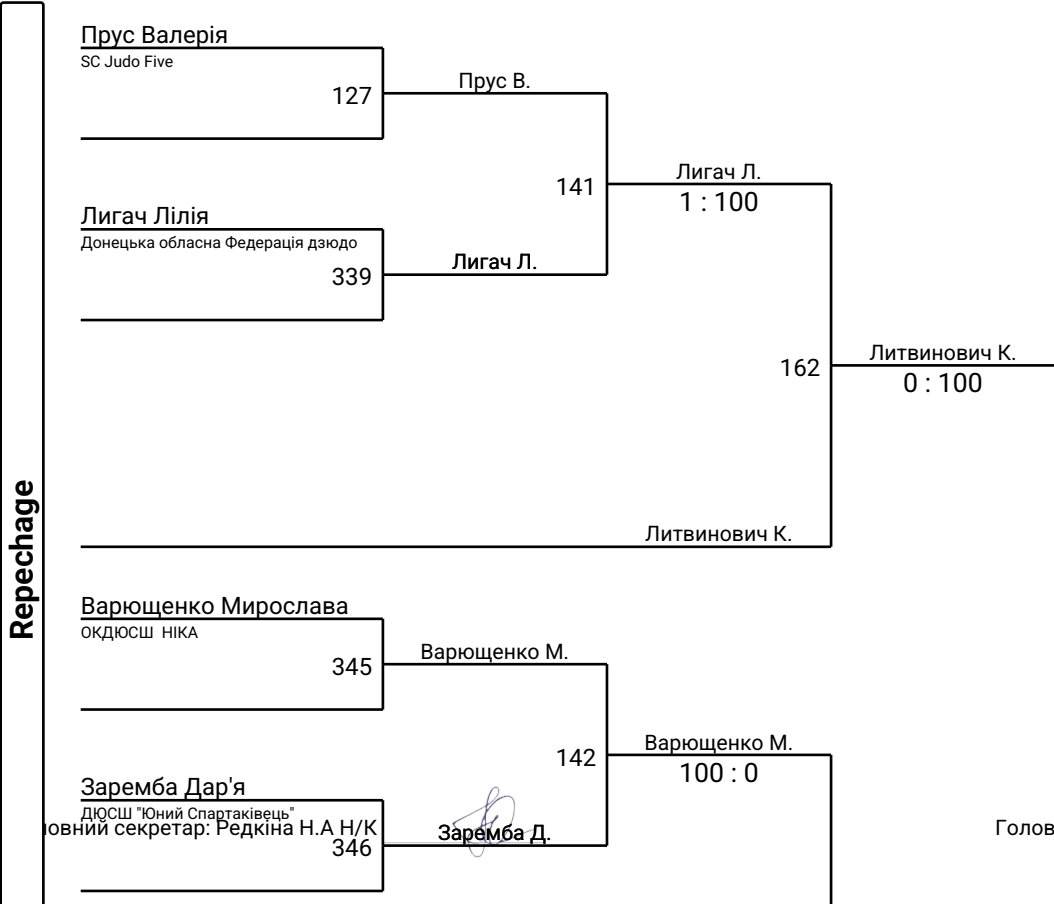 Repechage
Прус Валерія
SC Judo Five
127
Прус В.
141
Лигач Л.
1 : 100
Лигач Лілія
Донецька обласна Федерація дзюдо
339
Лигач Л.
162
Литвинович К.
0 : 100
Литвинович К.
Варющенко Мирослава
ОКДЮСШ НІКА
345
Варющенко М.
142
Варющенко М.
100 : 0
Заремба Дар'я
ДЮСШ "Юний Спартаківець"
ловний секретар: Редкіна Н.А Н/К
346
Заремба Д.
Голов